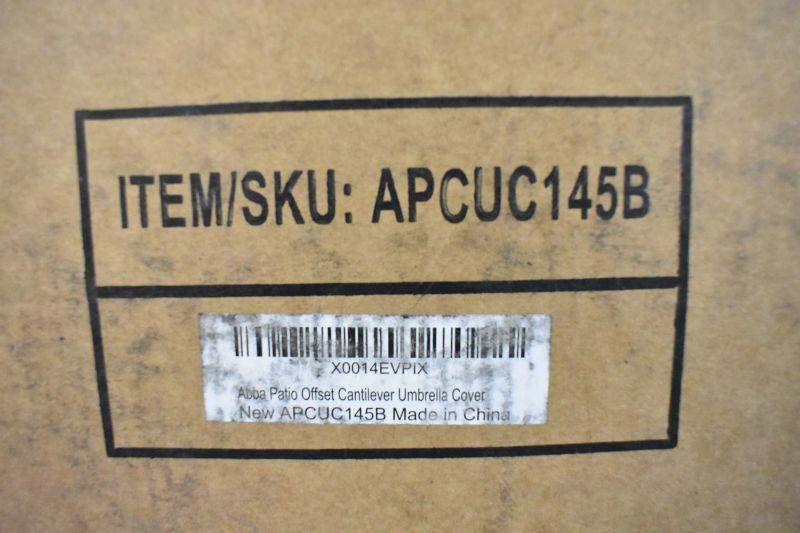 ITEM/SKU: APCUC145B
X0014EVPIX
Abba Patio Offset Cantilever Umbrella Cover
New APCUC145B Made in China